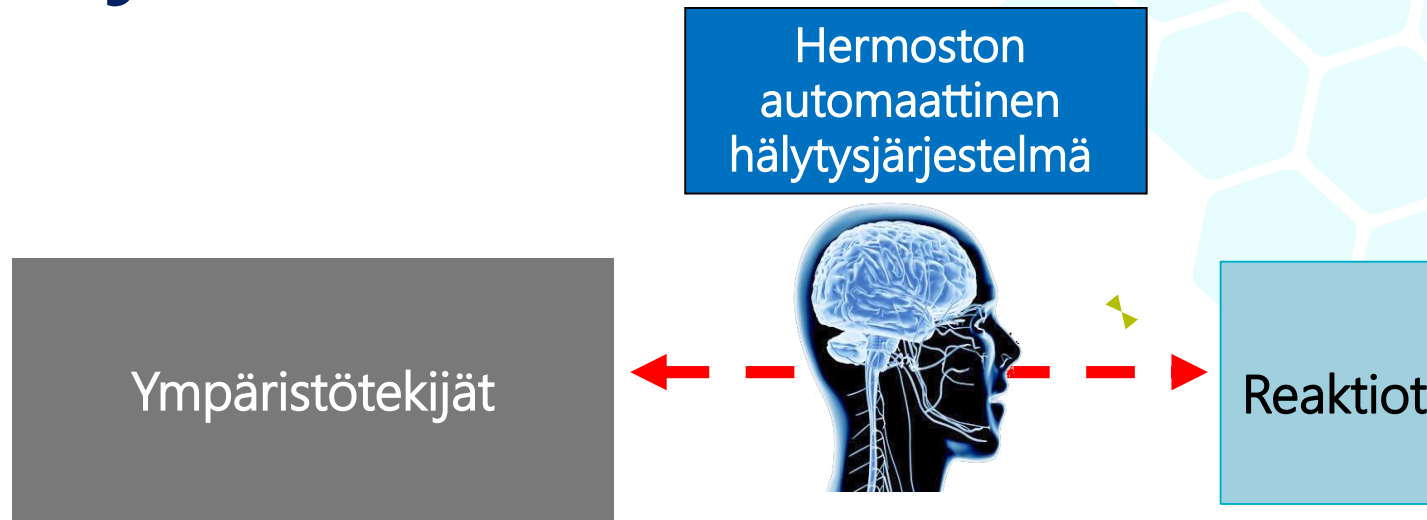 Hermoston
automaattinen
hälytysjärjestelmä
Ympäristötekijät
Reaktiot